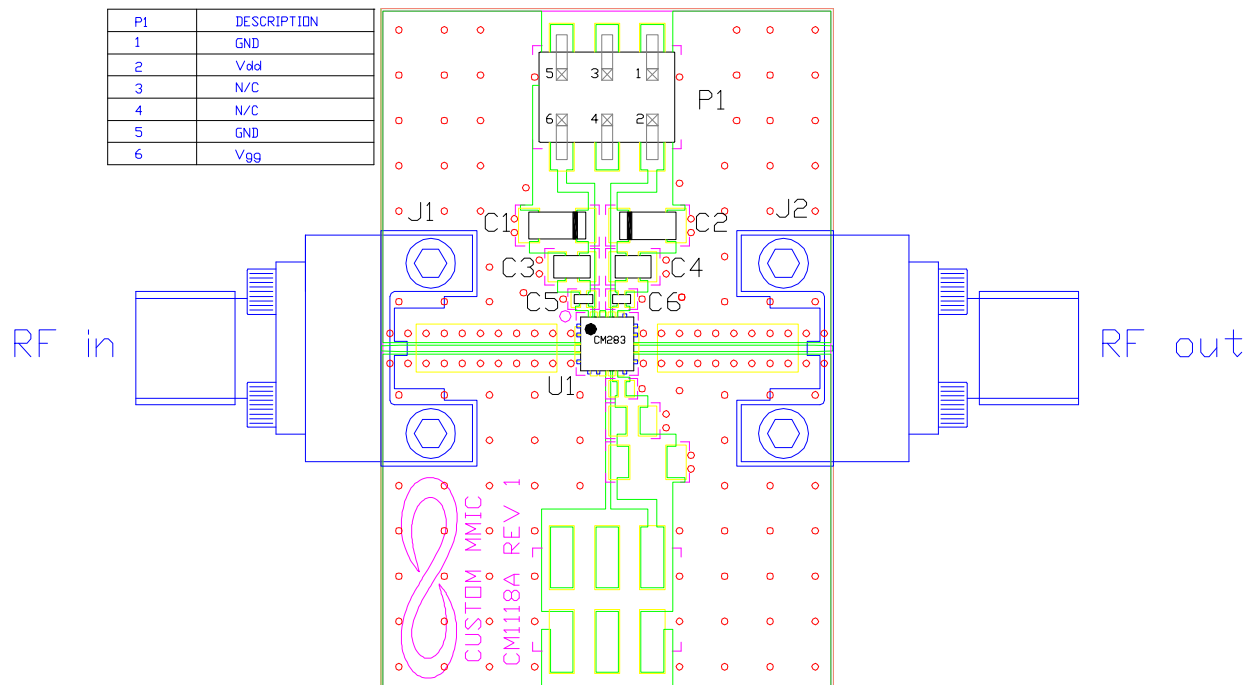 P1 DESCRIPTION
1 GND
2 Vdd
3 N/C
4 N/C
5 GND
6 Vgg
5 3 1
P1
6 4 2
J1
C1
C2
J2
C3
C4
C5
C6
RF in
CM283
RF out
U1
CUSTOM MMIC
CM1118A REV 1